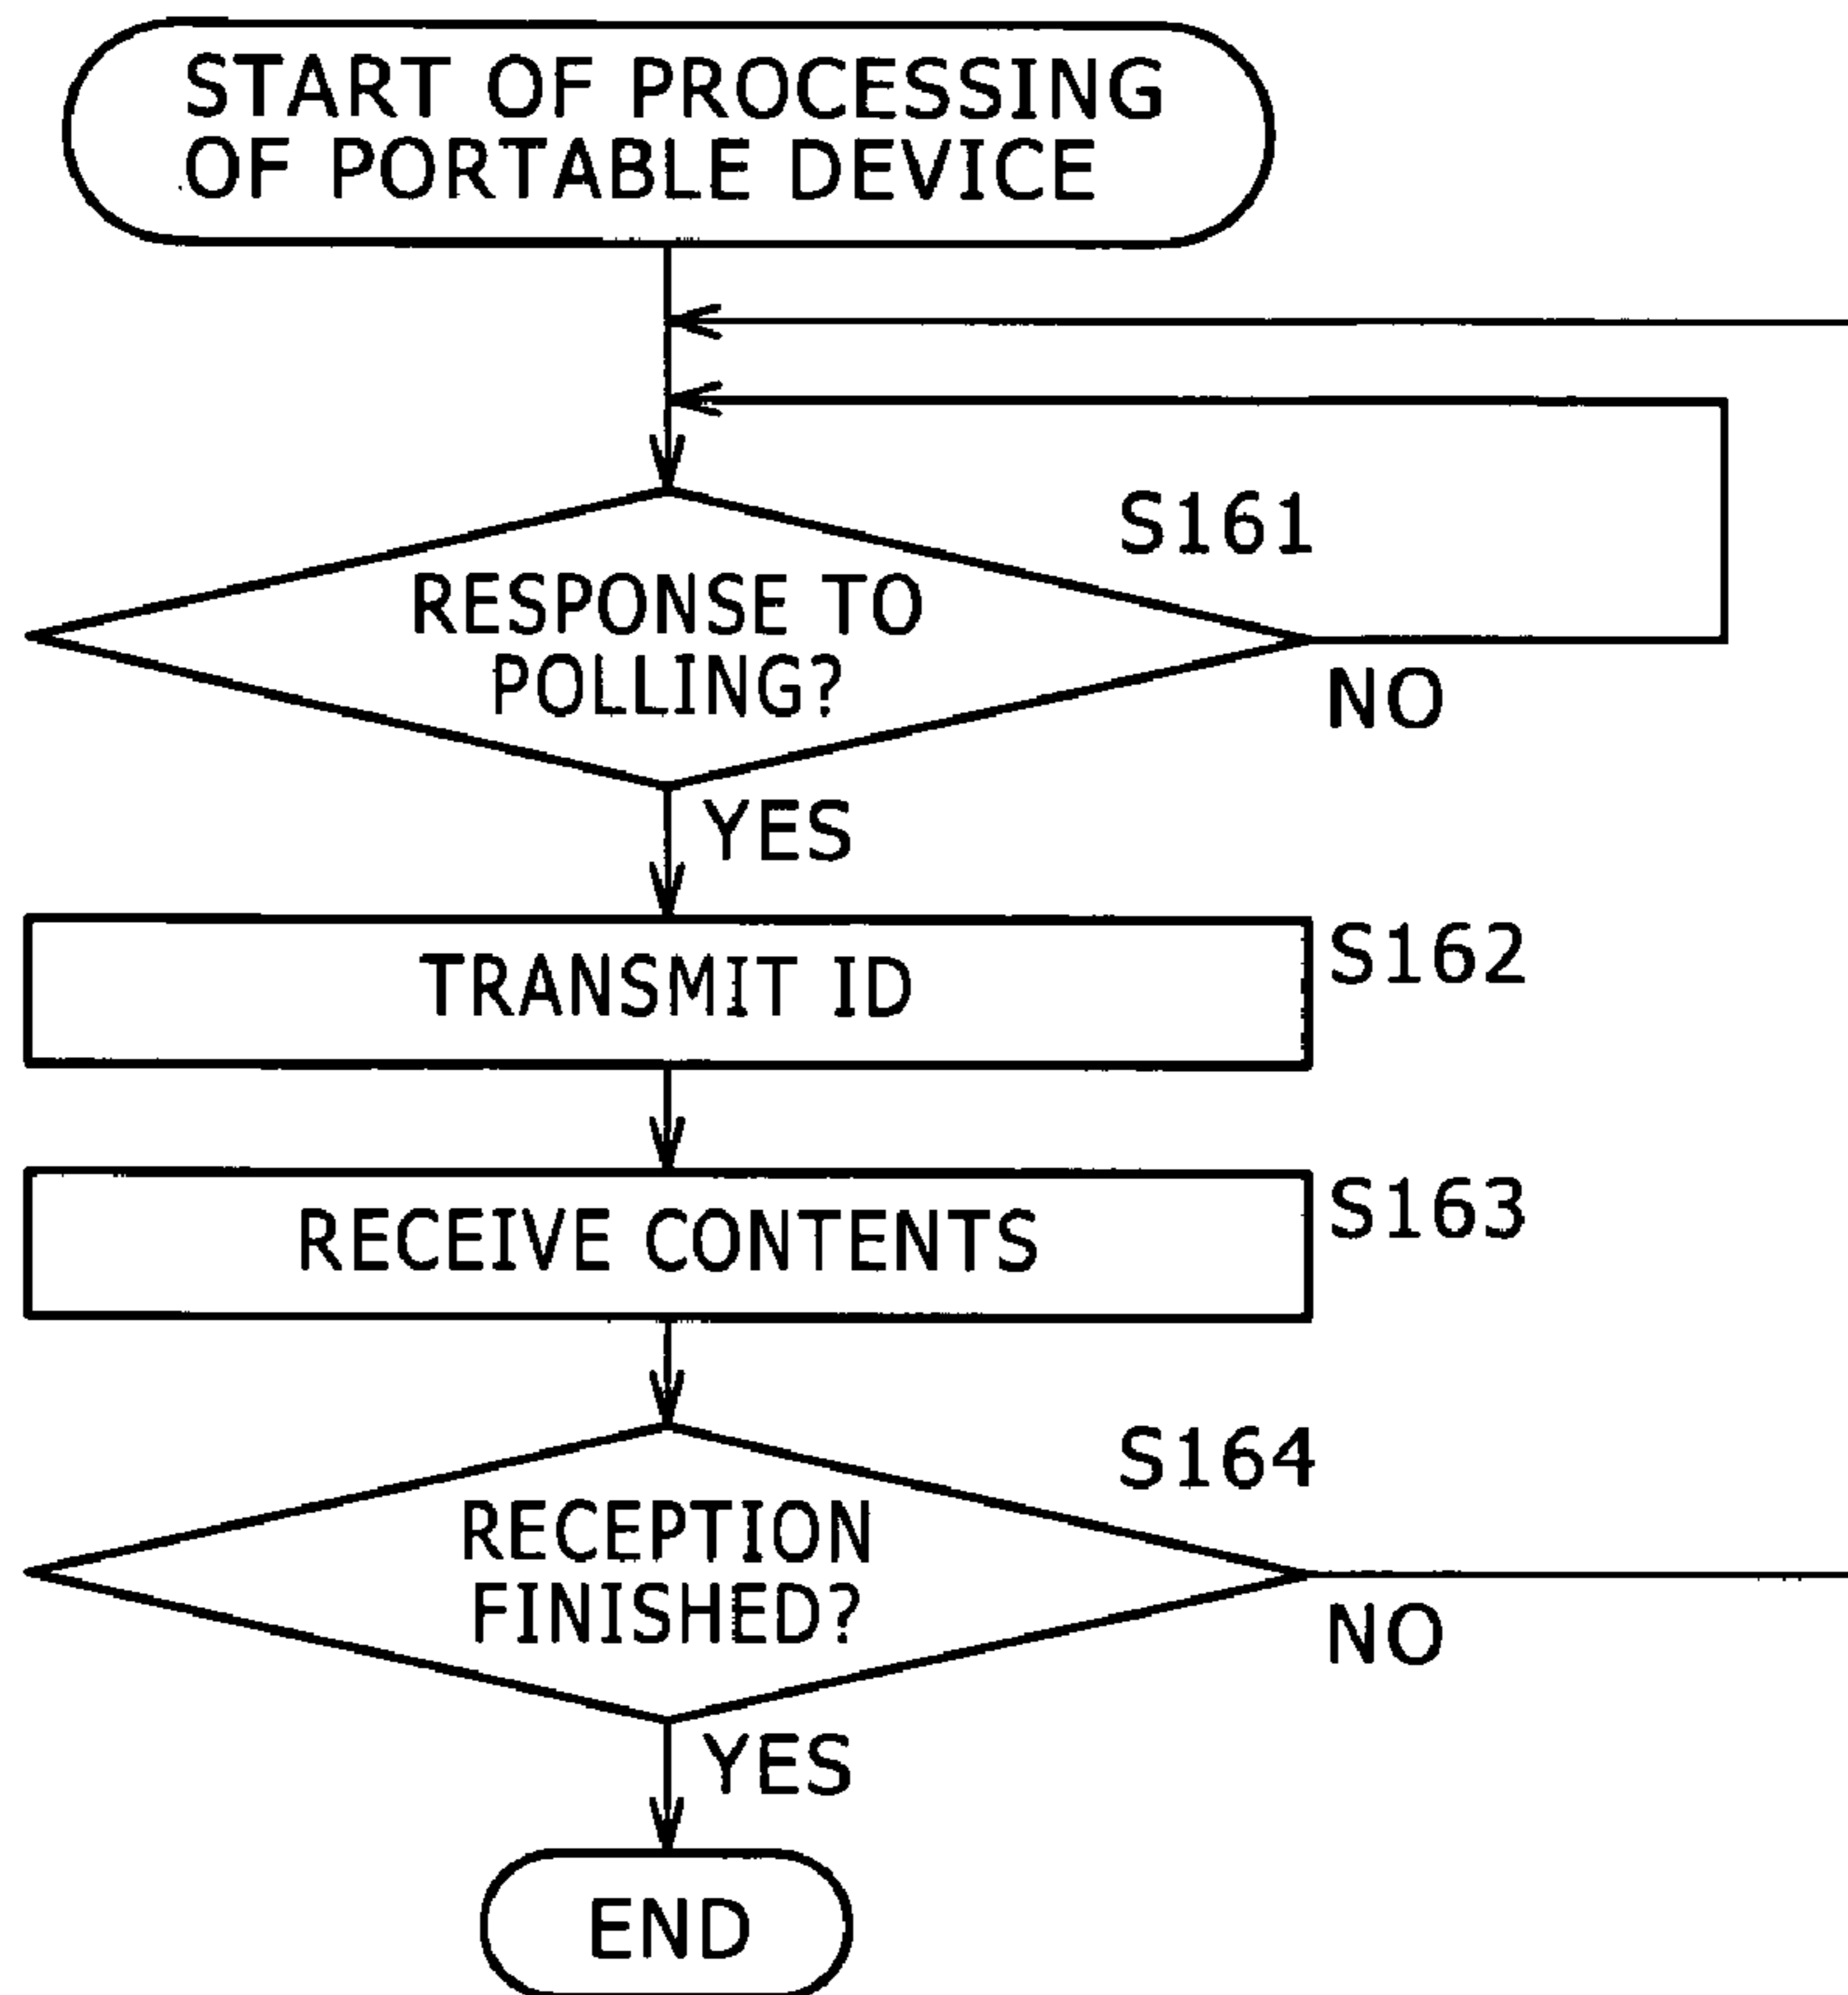 START OF PROCESSING
OF PORTABLE DEVICE
S161
RESPONSE TO
POLLING?
NO
YES
TRANSMIT ID
S162
RECEIVE CONTENTS
S163
S164
RECEPTION
FINISHED?
NO
YES
END